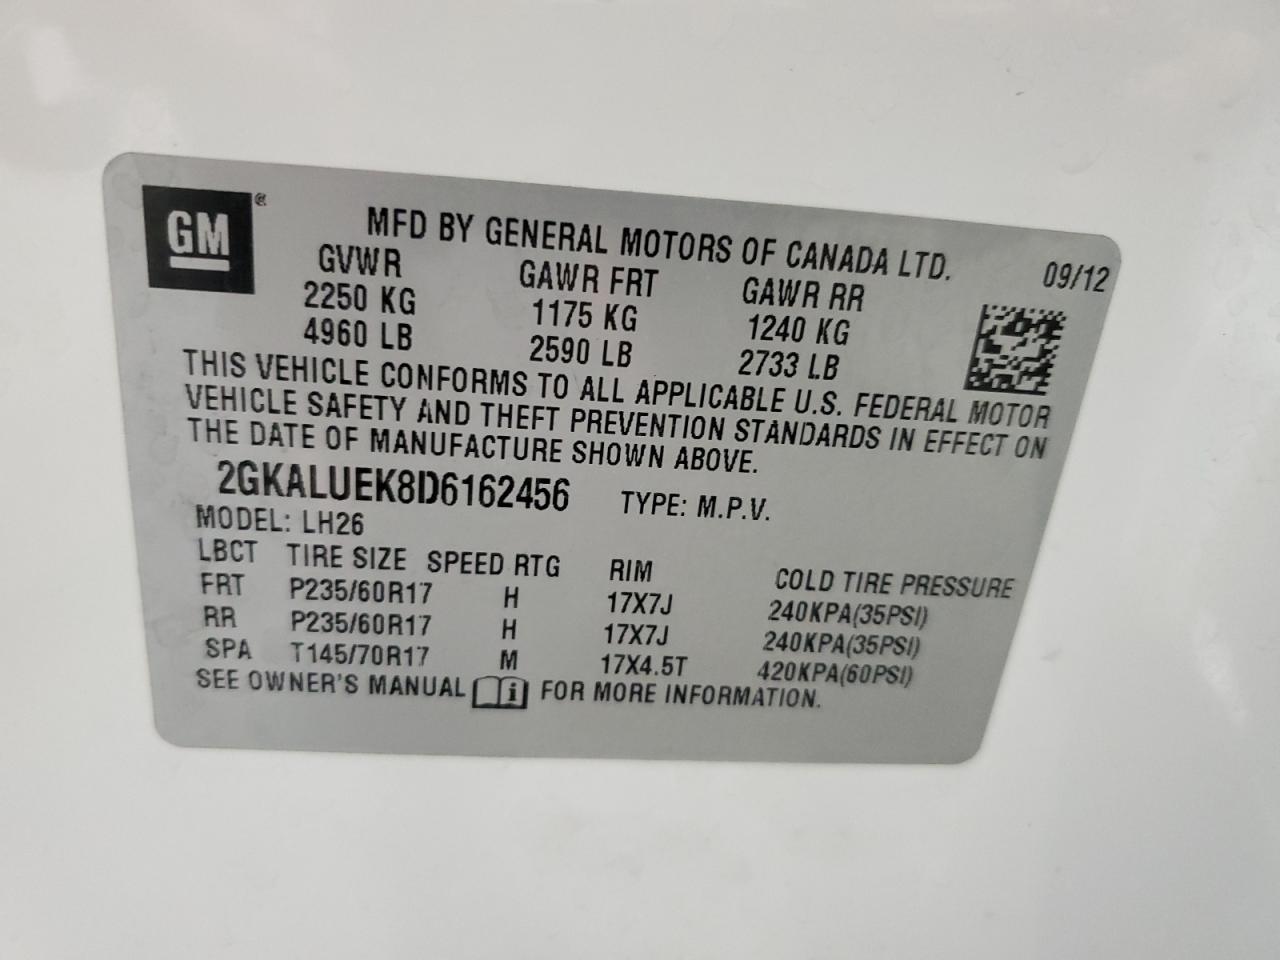 GM ®
MFD BY GENERAL MOTORS OF CANADA LTD. 09/12
GVWR GAWR FRT GAWR RR
2250 KG 1175 KG 1240 KG
4960 LB 2590 LB 2733 LB
THIS VEHICLE CONFORMS TO ALL APPLICABLE U.S. FEDERAL MOTOR
VEHICLE SAFETY AND THEFT PREVENTION STANDARDS IN EFFECT ON
THE DATE OF MANUFACTURE SHOWN ABOVE.
2GKALUEK8D6162456 TYPE: M.P.V.
MODEL: LH26
LBCT TIRE SIZE SPEED RTG RIM COLD TIRE PRESSURE
FRT P235/60R17 H 17X7J 240KPA(35PSI)
RR P235/60R17 H 17X7J 240KPA(35PSI)
SPA T145/70R17 M 17X4.5T 420KPA(60PSI)
SEE OWNER'S MANUAL i FOR MORE INFORMATION.